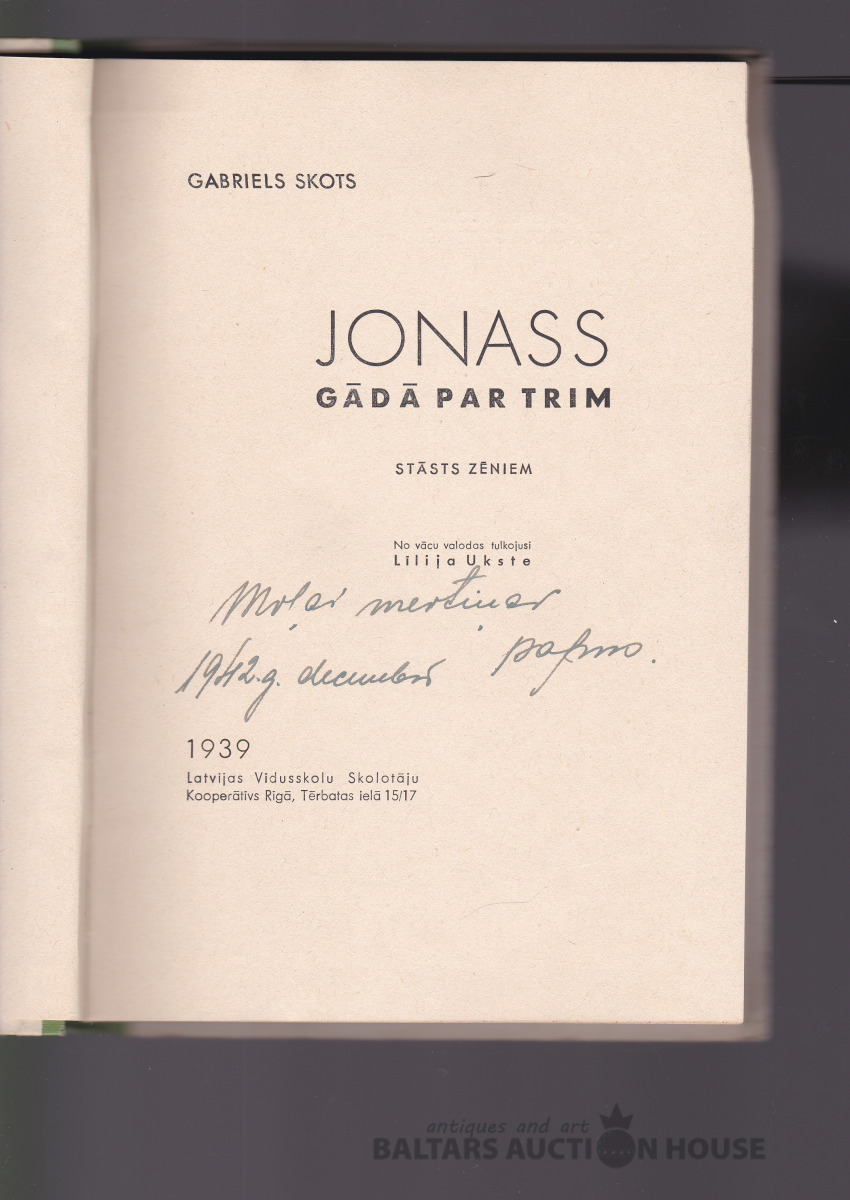 GABRIELS SKOTS
JONASS
GĀDĀ PAR TRIM
STĀSTS ZĒNIEM
No vācu valodas tulkojusi
Lilija Ukste
1942.g. decembrī
1939
Latvijas Vidusskolu Skolotāju
Kooperātīvs Rīgā, Tērbatas ielā 15/17
antiques and art
BALTARS AUCTION HOUSE